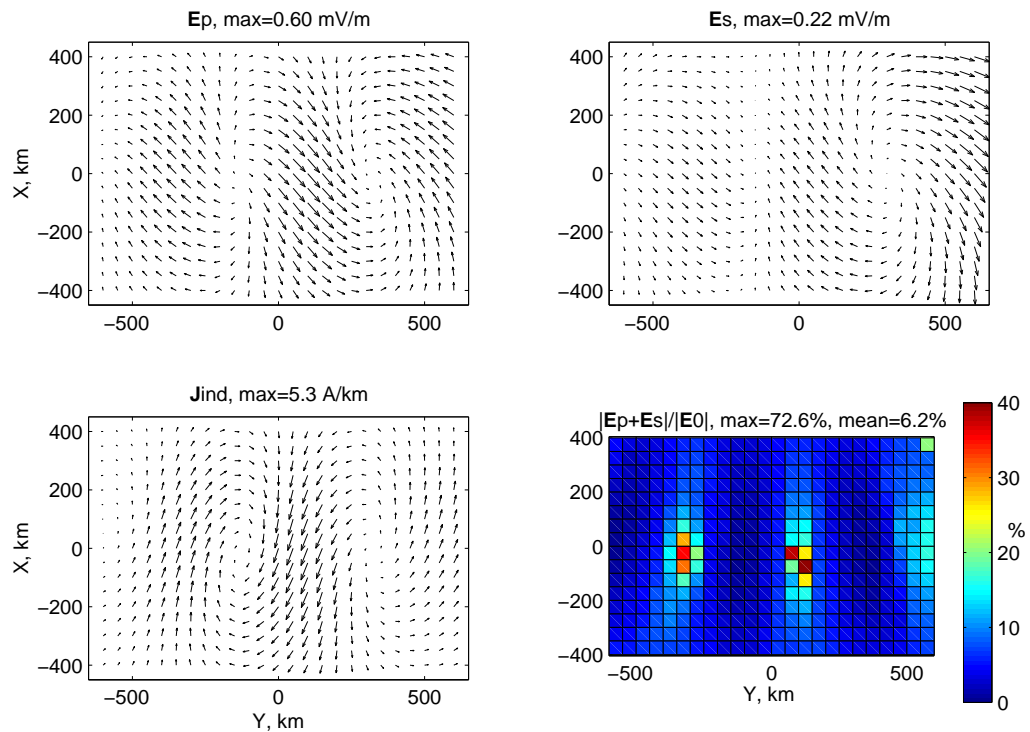 Ep, max=0.60 mV/m
400
200
0
−200
−400
X, km
−500 0 500
Es, max=0.22 mV/m
400
200
0
−200
−400
−500 0 500
Jind, max=5.3 A/km
400
200
0
−200
−400
X, km
−500 0 500
Y, km
|Ep+Es|/|E0|, max=72.6%, mean=6.2%
400
200
0
−200
−400
−500 0 500
Y, km
40
30
%
20
10
0